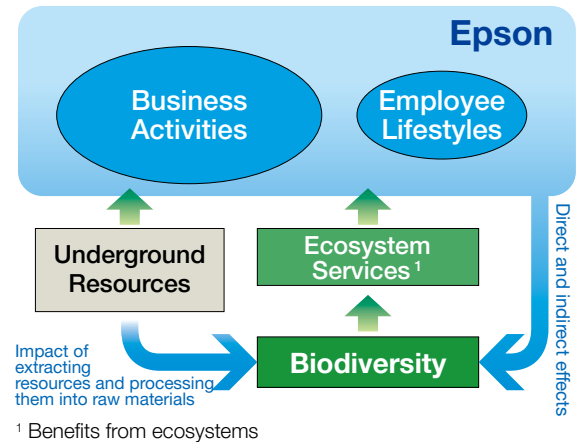 Epson
Business
Activities
Employee
Lifestyles
Underground
Resources
Ecosystem
Services 1
Direct and indirect effects
Biodiversity
Impact of
extracting
resources and processing
them into raw materials
1 Benefits from ecosystems